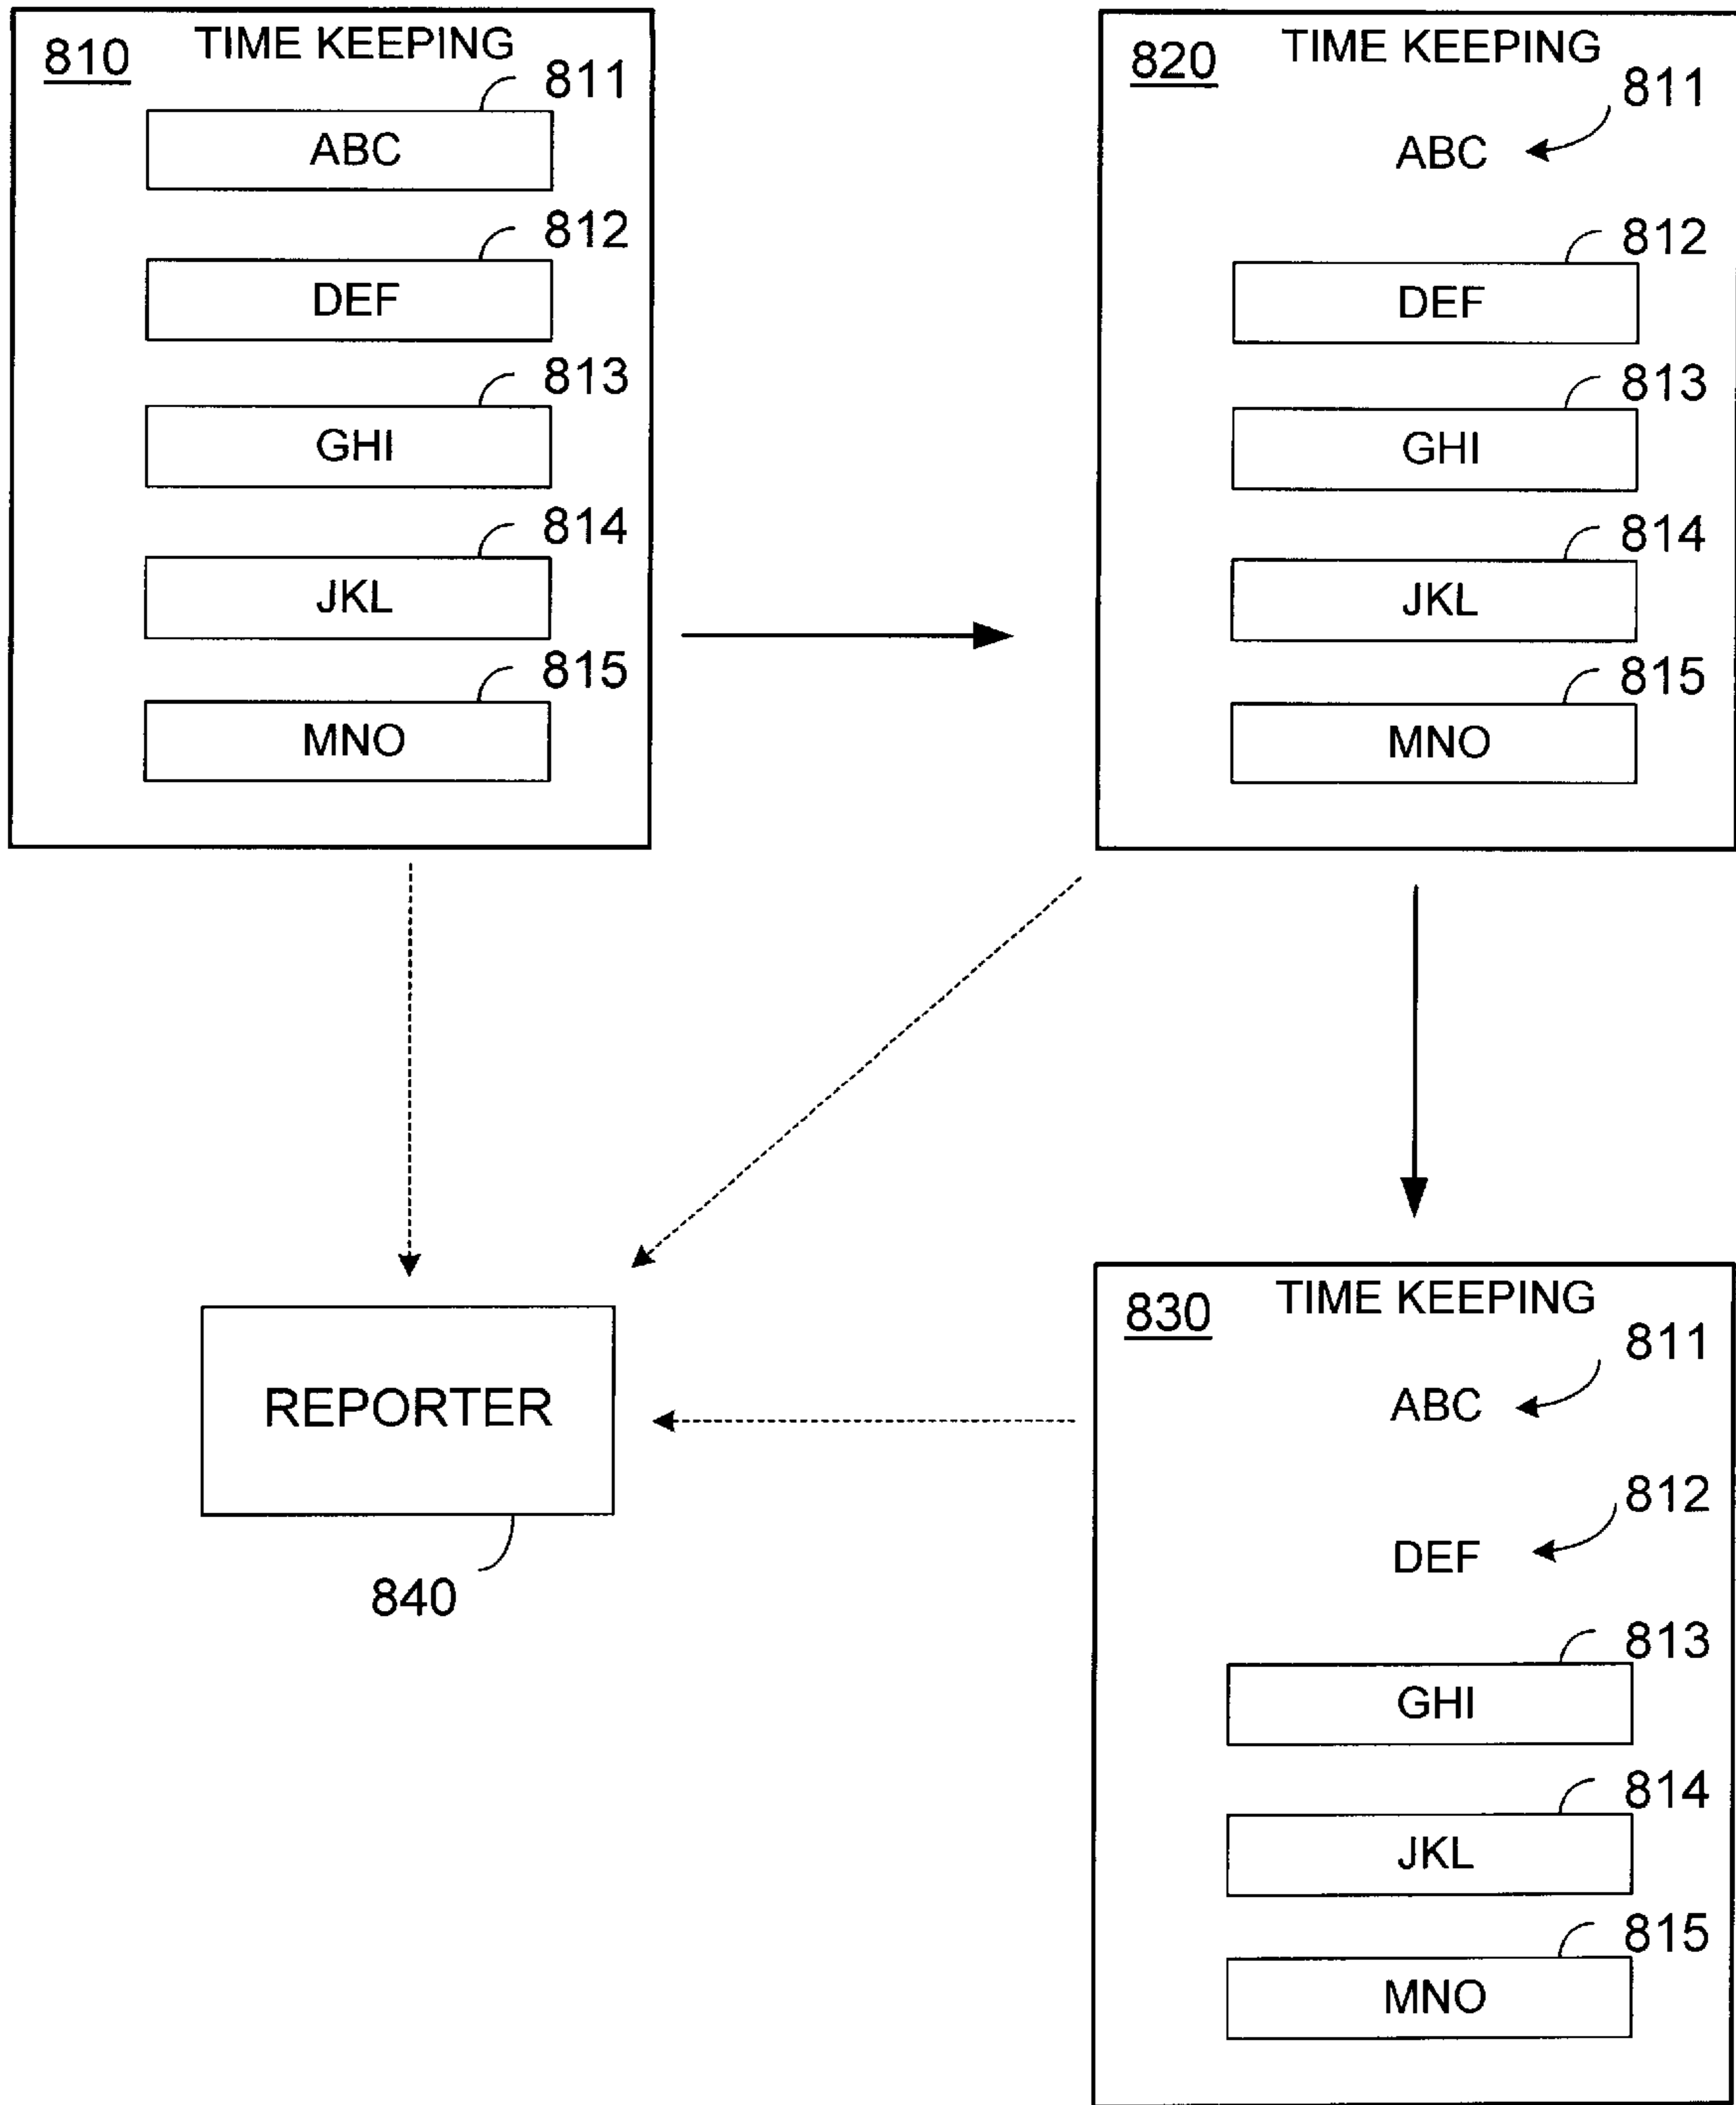 810 TIME KEEPING
811
ABC
812
DEF
813
GHI
814
JKL
815
MNO
820 TIME KEEPING
811
ABC
812
DEF
813
GHI
814
JKL
815
MNO
REPORTER
840
830 TIME KEEPING
811
ABC
812
DEF
813
GHI
814
JKL
815
MNO